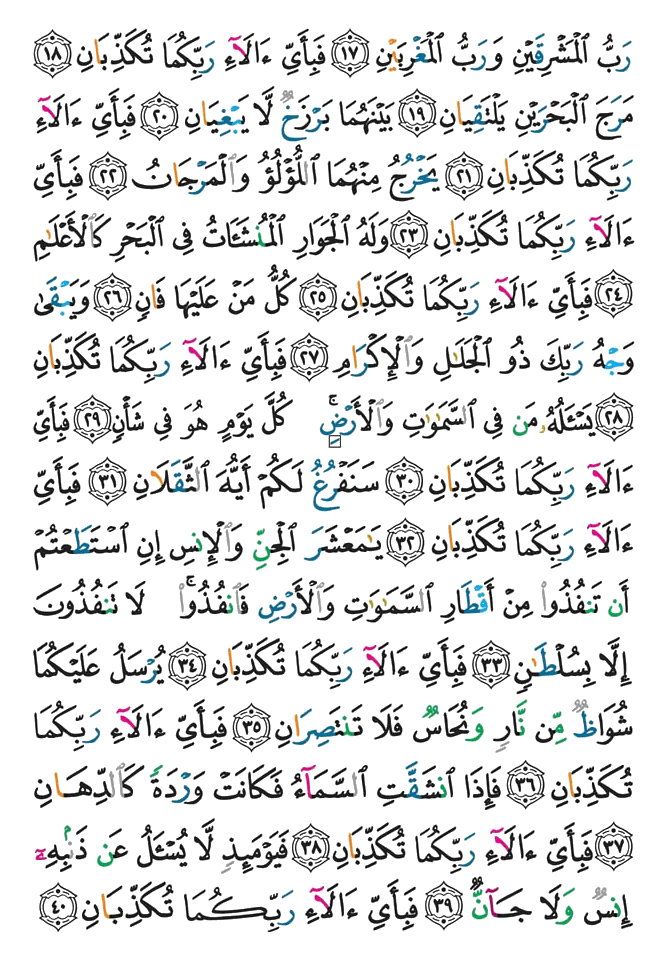 رَبُّ ٱلۡمَشۡرِقَيۡنِ وَرَبُّ ٱلۡمَغۡرِبَيۡنِ ١٧ فَبِأَيِّ ءَالَآءِ رَبِّكُمَا تُكَذِّبَانِ ١٨
مَرَجَ ٱلۡبَحۡرَيۡنِ يَلۡتَقِيَانِ ١٩ بَيۡنَهُمَا بَرۡزَخٞ لَّا يَبۡغِيَانِ ٢٠ فَبِأَيِّ ءَالَآءِ
رَبِّكُمَا تُكَذِّبَانِ ٢١ يَخۡرُجُ مِنۡهُمَا ٱللُّؤۡلُؤُ وَٱلۡمَرۡجَانُ ٢٢ فَبِأَيِّ
ءَالَآءِ رَبِّكُمَا تُكَذِّبَانِ ٢٣ وَلَهُ ٱلۡجَوَارِ ٱلۡمُنشَـَٔاتُ فِي ٱلۡبَحۡرِ كَٱلۡأَعۡلَٰمِ
٢٤ فَبِأَيِّ ءَالَآءِ رَبِّكُمَا تُكَذِّبَانِ ٢٥ كُلُّ مَنۡ عَلَيۡهَا فَانٖ ٢٦ وَيَبۡقَىٰ
وَجۡهُ رَبِّكَ ذُو ٱلۡجَلَٰلِ وَٱلۡإِكۡرَامِ ٢٧ فَبِأَيِّ ءَالَآءِ رَبِّكُمَا تُكَذِّبَانِ
٢٨ يَسۡـَٔلُهُۥ مَن فِي ٱلسَّمَٰوَٰتِ وَٱلۡأَرۡضِۚ كُلَّ يَوۡمٍ هُوَ فِي شَأۡنٖ ٢٩ فَبِأَيِّ
ءَالَآءِ رَبِّكُمَا تُكَذِّبَانِ ٣٠ سَنَفۡرُغُ لَكُمۡ أَيُّهَ ٱلثَّقَلَانِ ٣١ فَبِأَيِّ
ءَالَآءِ رَبِّكُمَا تُكَذِّبَانِ ٣٢ يَٰمَعۡشَرَ ٱلۡجِنِّ وَٱلۡإِنسِ إِنِ ٱسۡتَطَعۡتُمۡ
أَن تَنفُذُواْ مِنۡ أَقۡطَارِ ٱلسَّمَٰوَٰتِ وَٱلۡأَرۡضِ فَٱنفُذُواْۚ لَا تَنفُذُونَ
إِلَّا بِسُلۡطَٰنٖ ٣٣ فَبِأَيِّ ءَالَآءِ رَبِّكُمَا تُكَذِّبَانِ ٣٤ يُرۡسَلُ عَلَيۡكُمَا
شُوَاظٞ مِّن نَّارٖ وَنُحَاسٞ فَلَا تَنتَصِرَانِ ٣٥ فَبِأَيِّ ءَالَآءِ رَبِّكُمَا
تُكَذِّبَانِ ٣٦ فَإِذَا ٱنشَقَّتِ ٱلسَّمَآءُ فَكَانَتۡ وَرۡدَةٗ كَٱلدِّهَانِ
٣٧ فَبِأَيِّ ءَالَآءِ رَبِّكُمَا تُكَذِّبَانِ ٣٨ فَيَوۡمَئِذٖ لَّا يُسۡـَٔلُ عَن ذَنۢبِهِۦٓ
إِنسٞ وَلَا جَآنّٞ ٣٩ فَبِأَيِّ ءَالَآءِ رَبِّكُمَا تُكَذِّبَانِ ٤٠